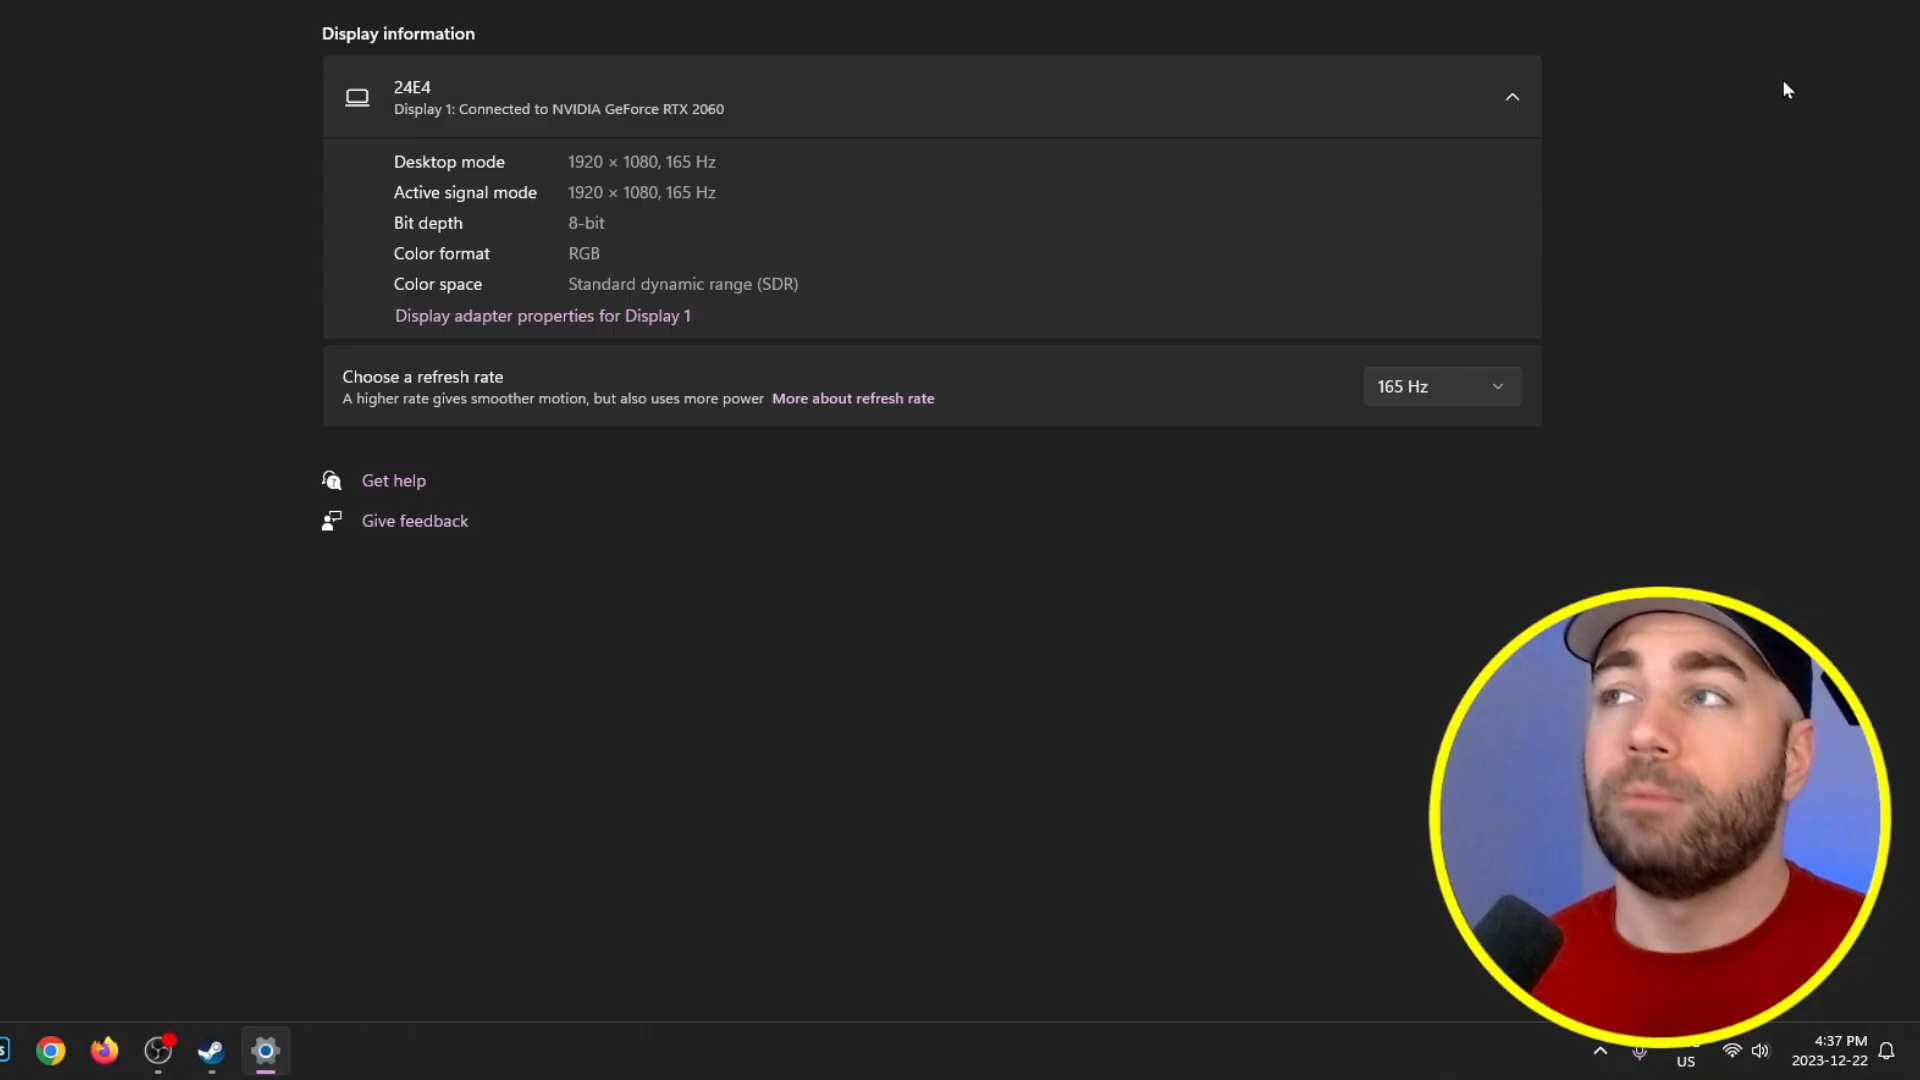 Display information
24E4
Display 1: Connected to NVIDIA GeForce RTX 2060
Desktop mode 1920 × 1080, 165 Hz
Active signal mode 1920 × 1080, 165 Hz
Bit depth 8-bit
Color format RGB
Color space Standard dynamic range (SDR)
Display adapter properties for Display 1
Choose a refresh rate
A higher rate gives smoother motion, but also uses more power More about refresh rate
165 Hz
Get help
Give feedback
US
4:37 PM
2023-12-22